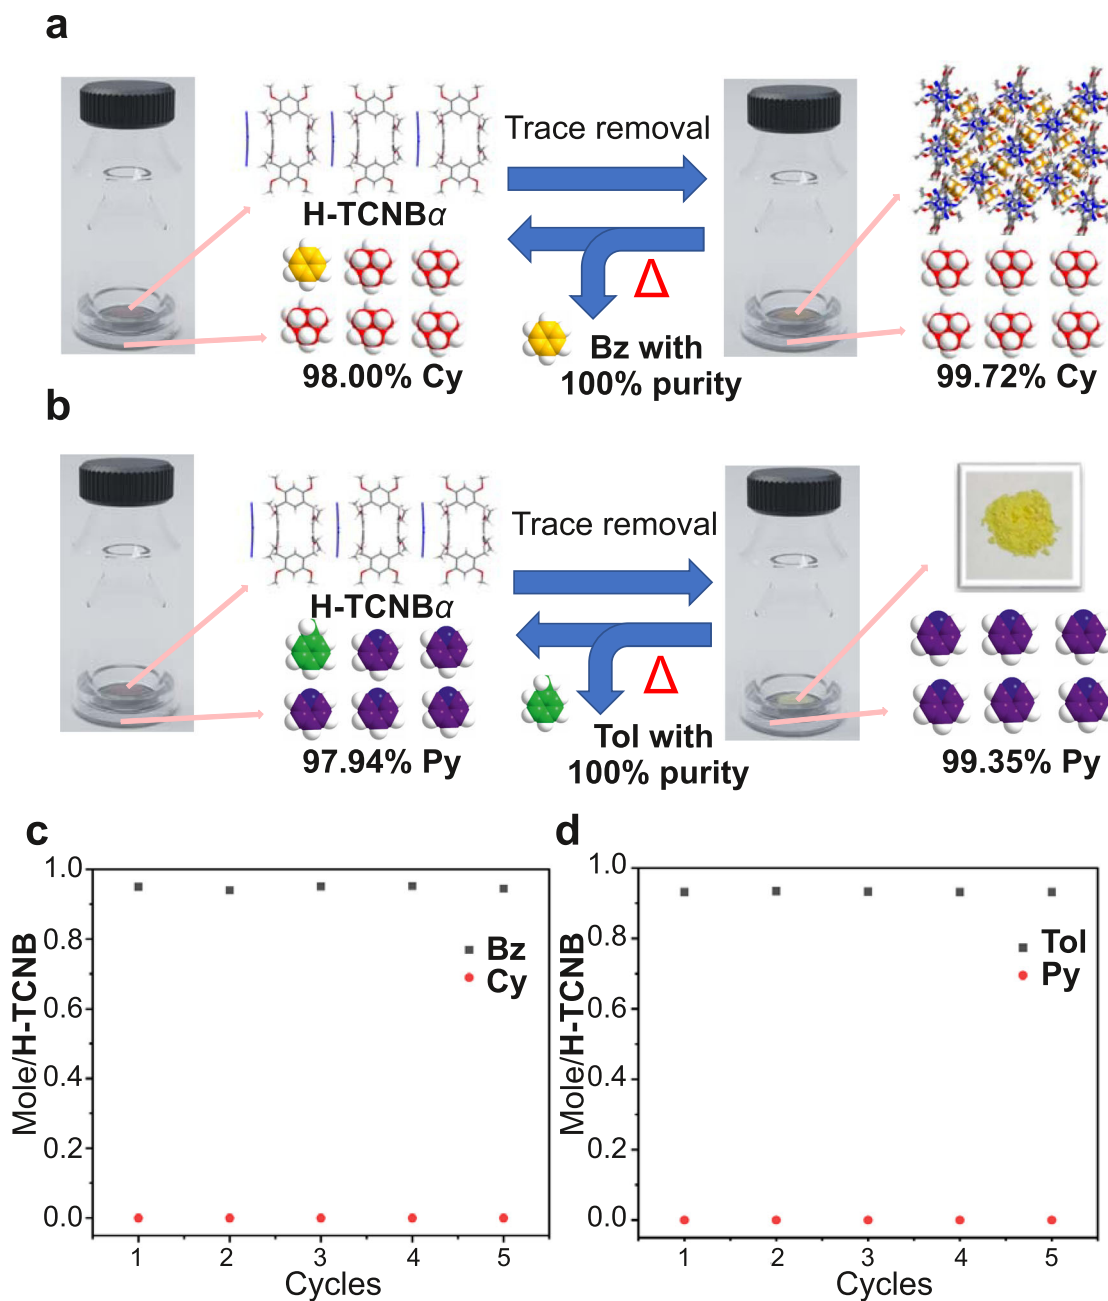 a
Trace removal
H-TCNBα
Δ
Bz with
100% purity
98.00% Cy
99.72% Cy
b
Trace removal
H-TCNBα
Δ
Tol with
100% purity
97.94% Py
99.35% Py
c
1.0
0.8
0.6
0.4
0.2
0.0
Mole/H-TCNB
Bz
Cy
1 2 3 4 5
Cycles
d
1.0
0.8
0.6
0.4
0.2
0.0
Mole/H-TCNB
Tol
Py
1 2 3 4 5
Cycles